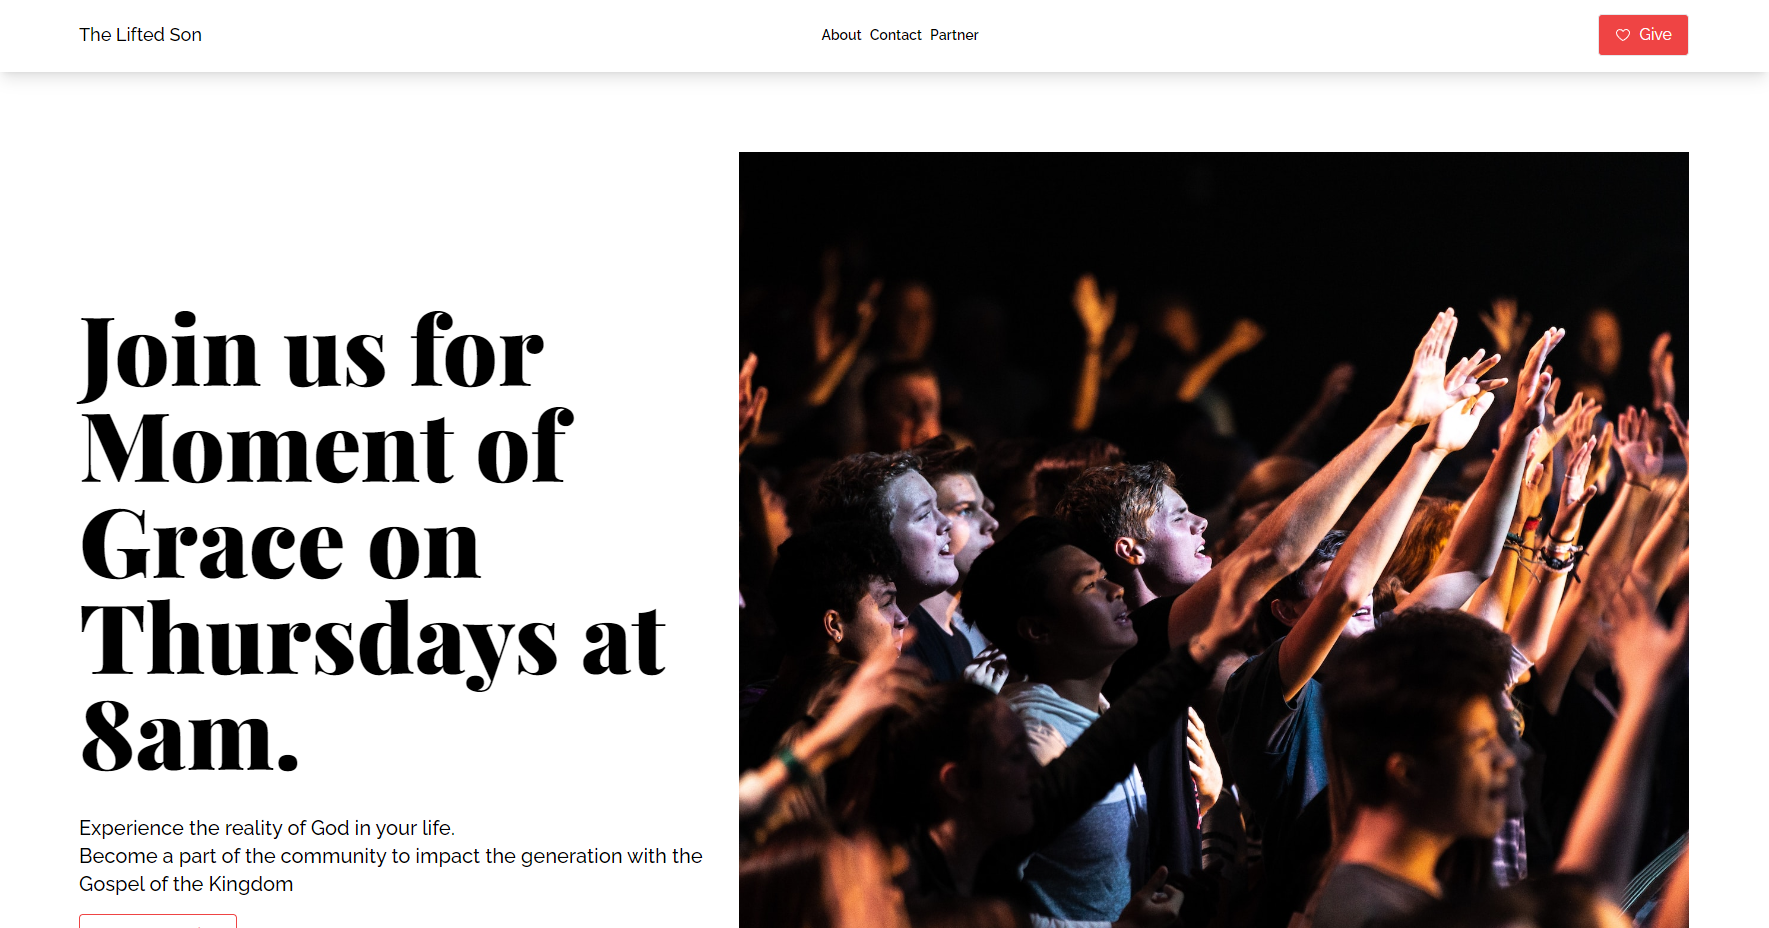 The Lifted Son
About Contact Partner
Give
Join us for
Moment of
Grace on
Thursdays at
8am.
Experience the reality of God in your life.
Become a part of the community to impact the generation with the
Gospel of the Kingdom